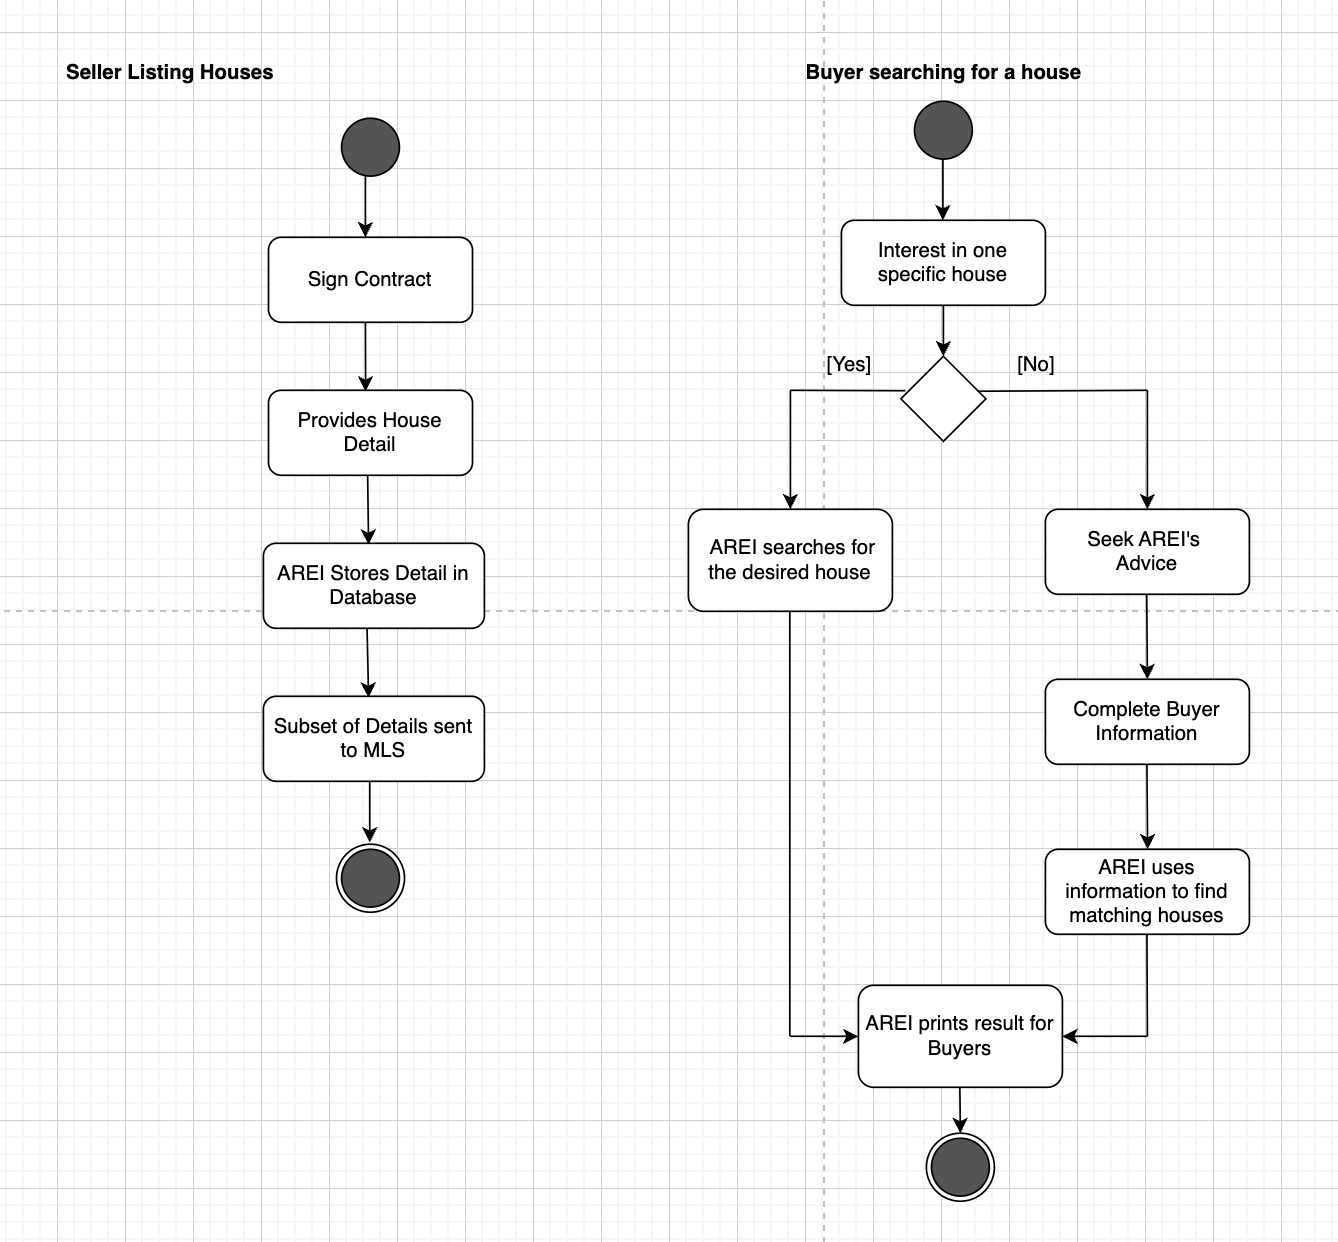 Seller Listing Houses
Sign Contract
Provides House
Detail
AREI Stores Detail in
Database
Subset of Details sent
to MLS
Buyer searching for a house
Interest in one
specific house
[Yes]
[No]
AREI searches for
the desired house
Seek AREI's
Advice
Complete Buyer
Information
AREI uses
information to find
matching houses
AREI prints result for
Buyers